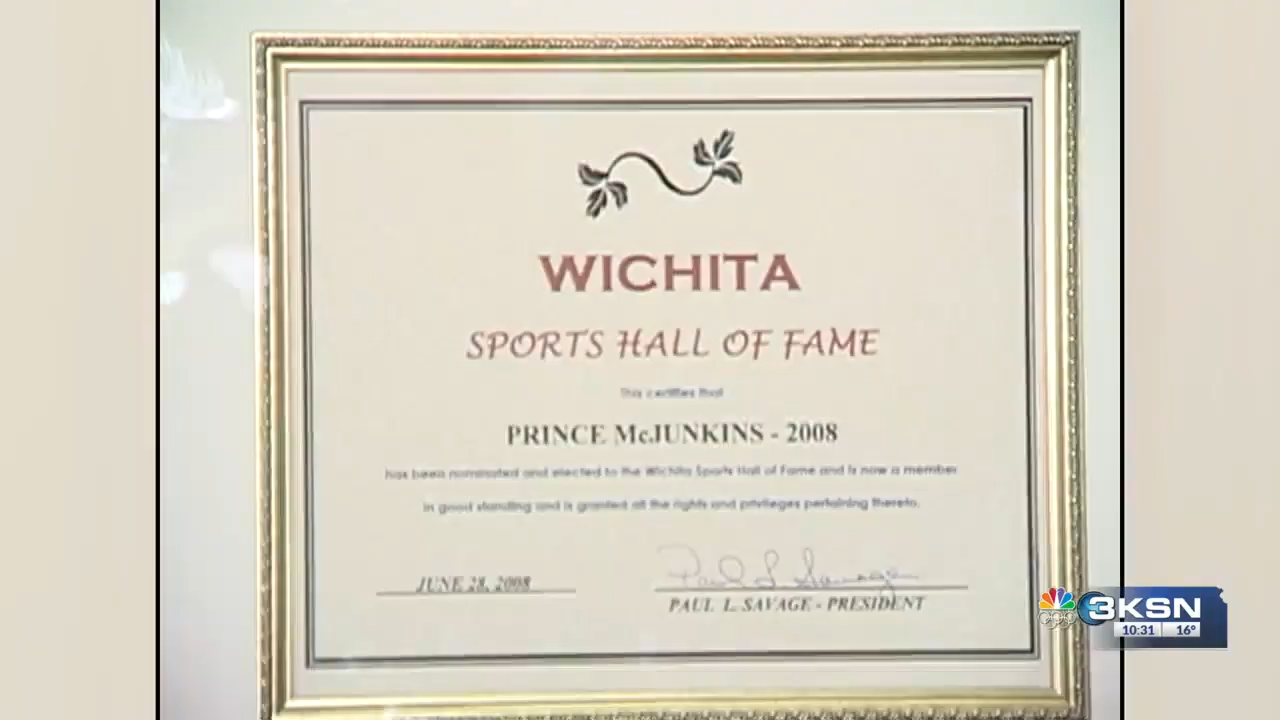 WICHITA
SPORTS HALL OF FAME
This certifies that
PRINCE McJUNKINS - 2008
has been nominated and elected to the Wichita Sports Hall of Fame and is now a member
in good standing and is granted all the rights and privileges pertaining thereto.
JUNE 28, 2008
Paul L. Savage
PAUL L. SAVAGE - PRESIDENT
3KSN
10:31 16°